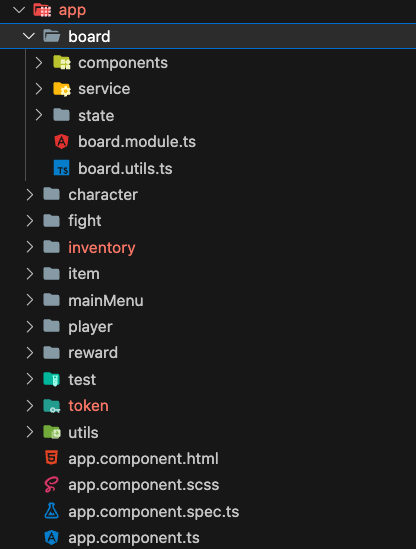 app
board
components
service
state
board.module.ts
TS board.utils.ts
character
fight
inventory
item
mainMenu
player
reward
test
token
utils
app.component.html
app.component.scss
app.component.spec.ts
app.component.ts